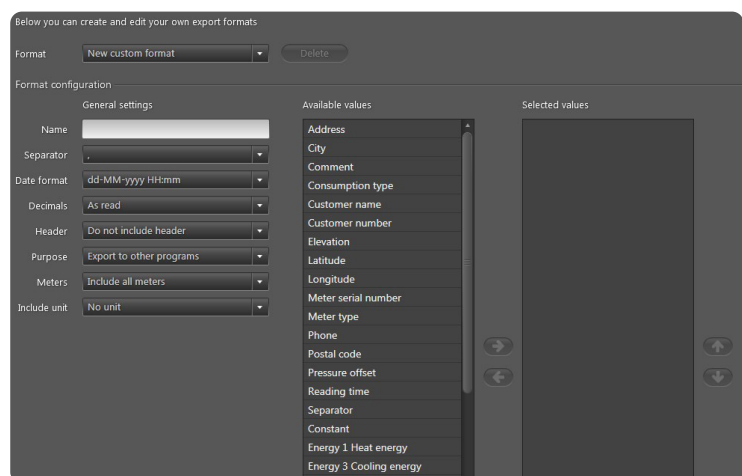 Below you can create and edit your own export formats
Format New custom format Delete
Format configuration
General settings Available values Selected values
Name
Separator ,
Date format dd-MM-yyyy HH:mm
Decimals As read
Header Do not include header
Purpose Export to other programs
Meters Include all meters
Include unit No unit
Address
City
Comment
Consumption type
Customer name
Customer number
Elevation
Latitude
Longitude
Meter serial number
Meter type
Phone
Postal code
Pressure offset
Reading time
Separator
Constant
Energy 1 Heat energy
Energy 3 Cooling energy